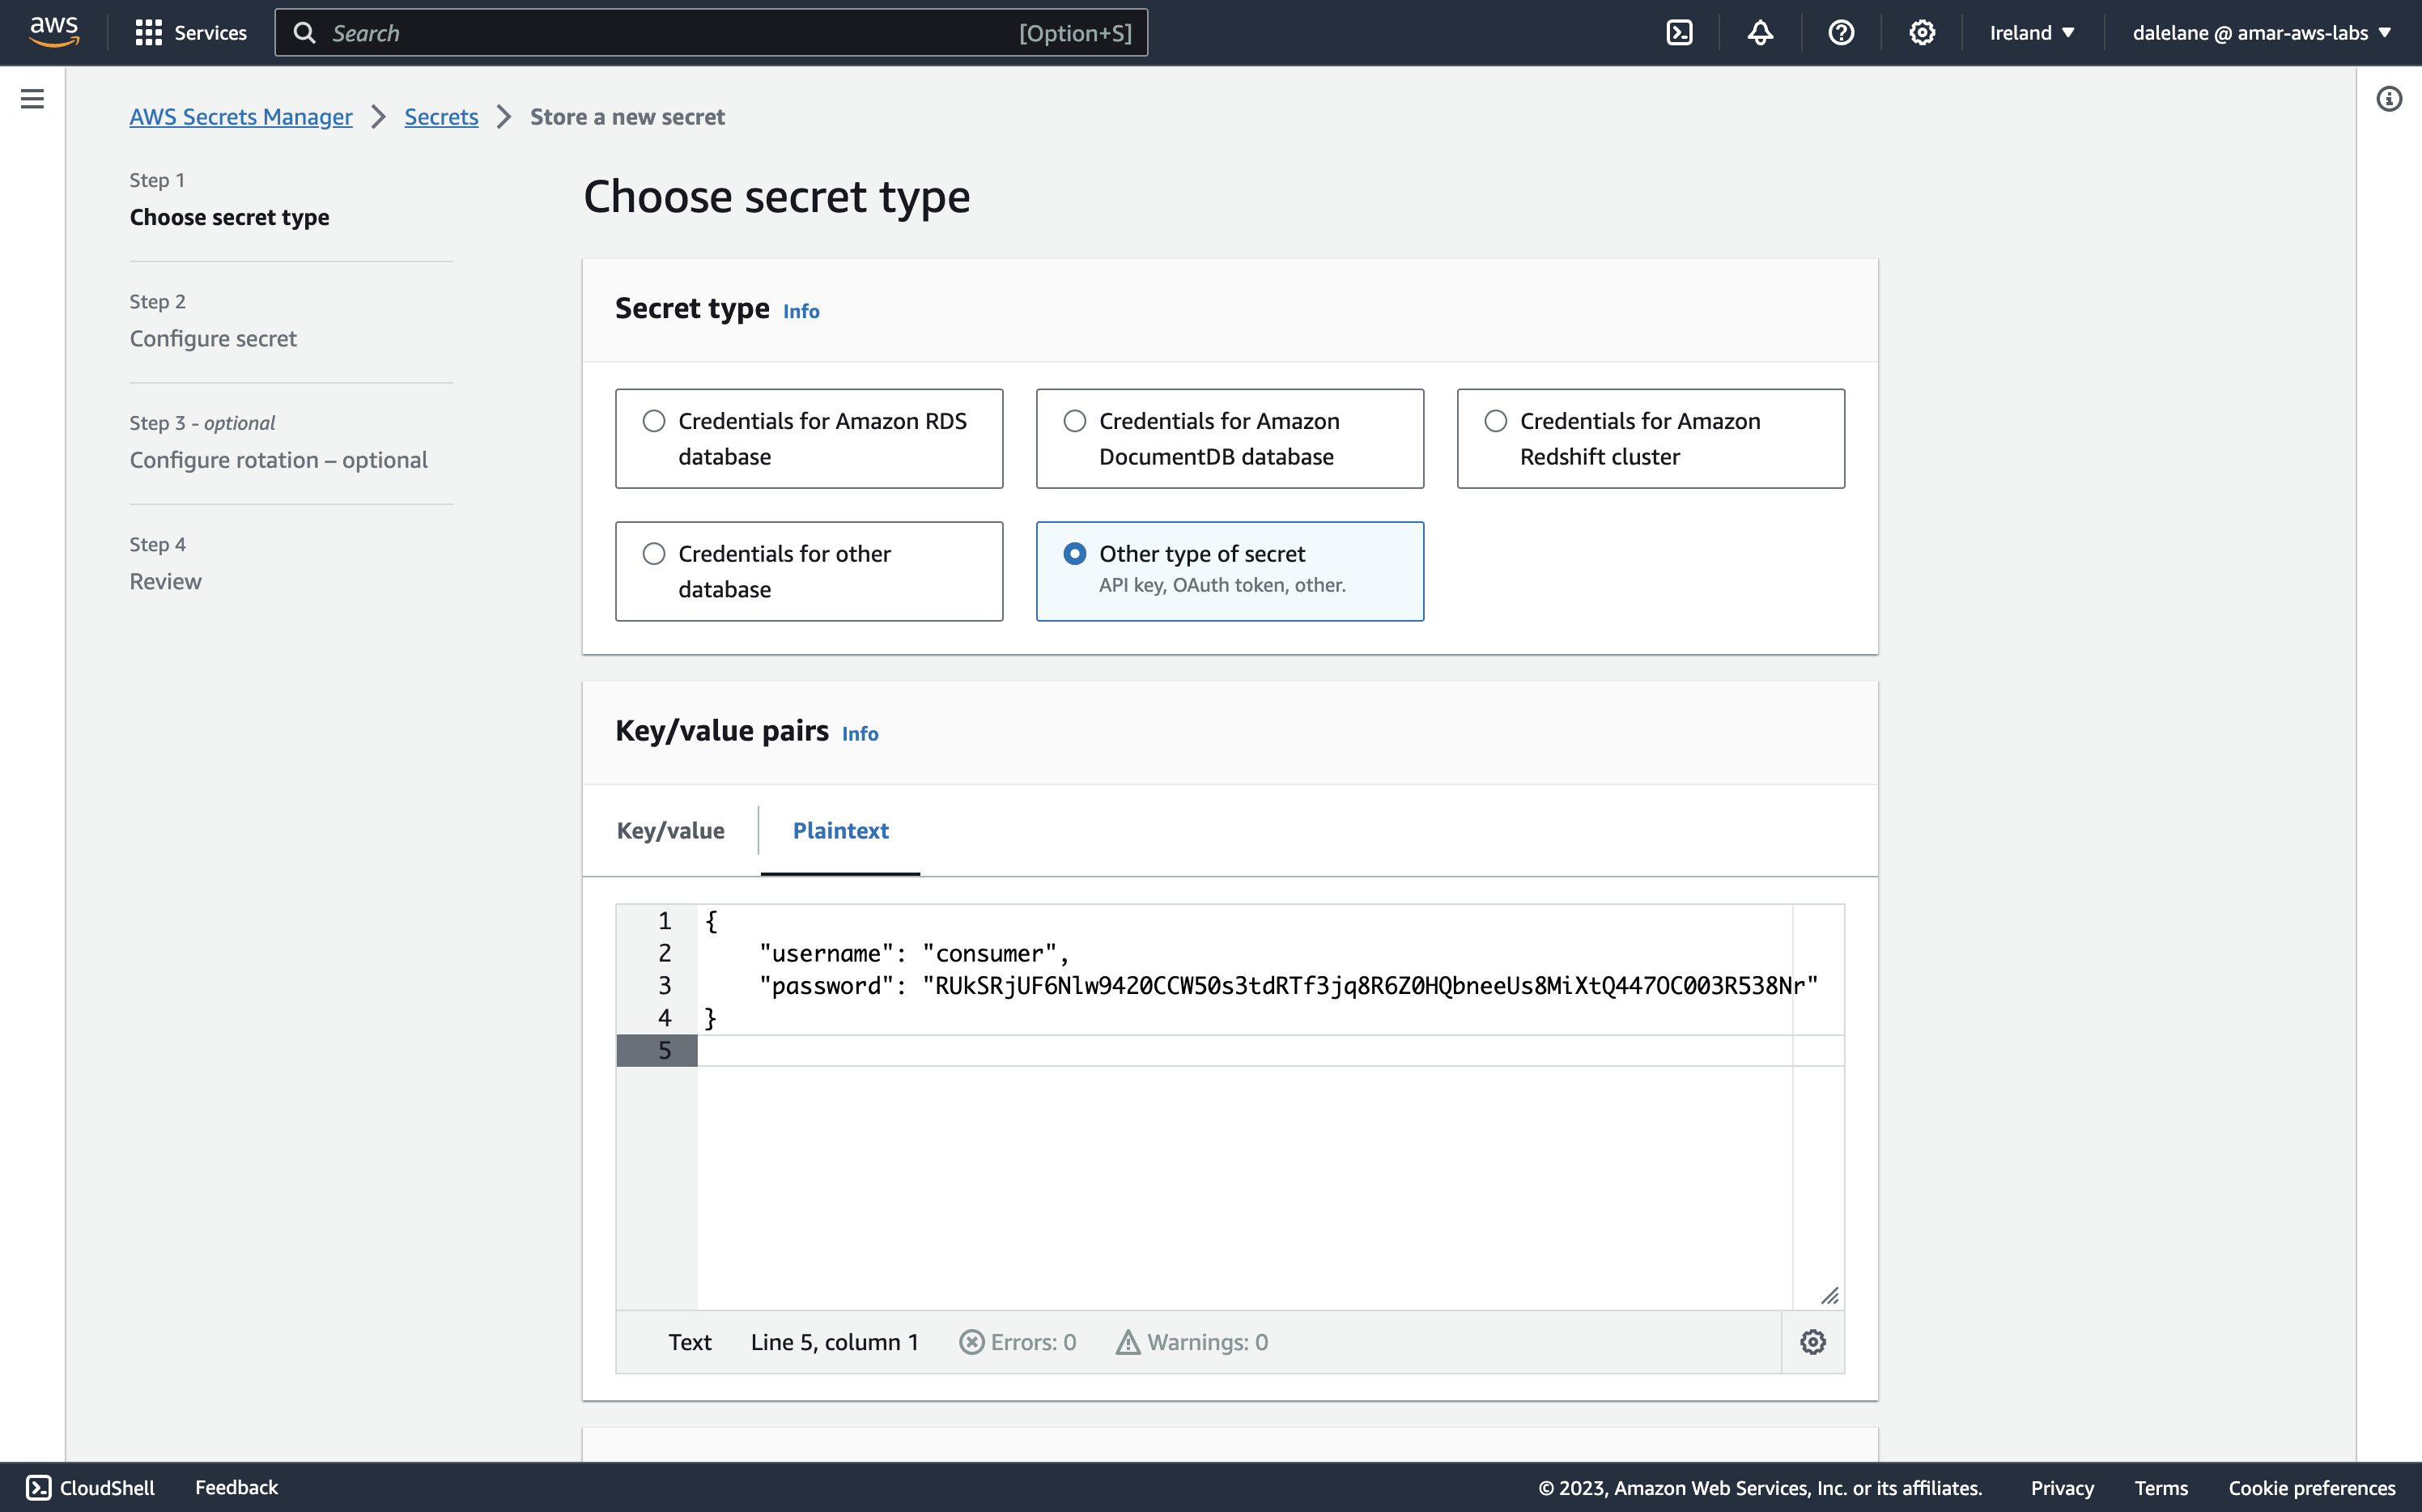 aws
Services
Search
[Option+S]
Ireland
dalelane @ amar-aws-labs
AWS Secrets Manager
Secrets
Store a new secret
Step 1
Choose secret type
Step 2
Configure secret
Step 3 - optional
Configure rotation – optional
Step 4
Review
Choose secret type
Secret type Info
Credentials for Amazon RDS
database
Credentials for Amazon
DocumentDB database
Credentials for Amazon
Redshift cluster
Credentials for other
database
Other type of secret
API key, OAuth token, other.
Key/value pairs Info
Key/value
Plaintext
1 {
2 "username": "consumer",
3 "password": "RUkSRjUF6Nlw9420CCW50s3tdRTf3jq8R6Z0HQbneeUs8MiXtQ447OC003R538Nr"
4 }
5
Text
Line 5, column 1
Errors: 0
Warnings: 0
CloudShell
Feedback
© 2023, Amazon Web Services, Inc. or its affiliates.
Privacy
Terms
Cookie preferences